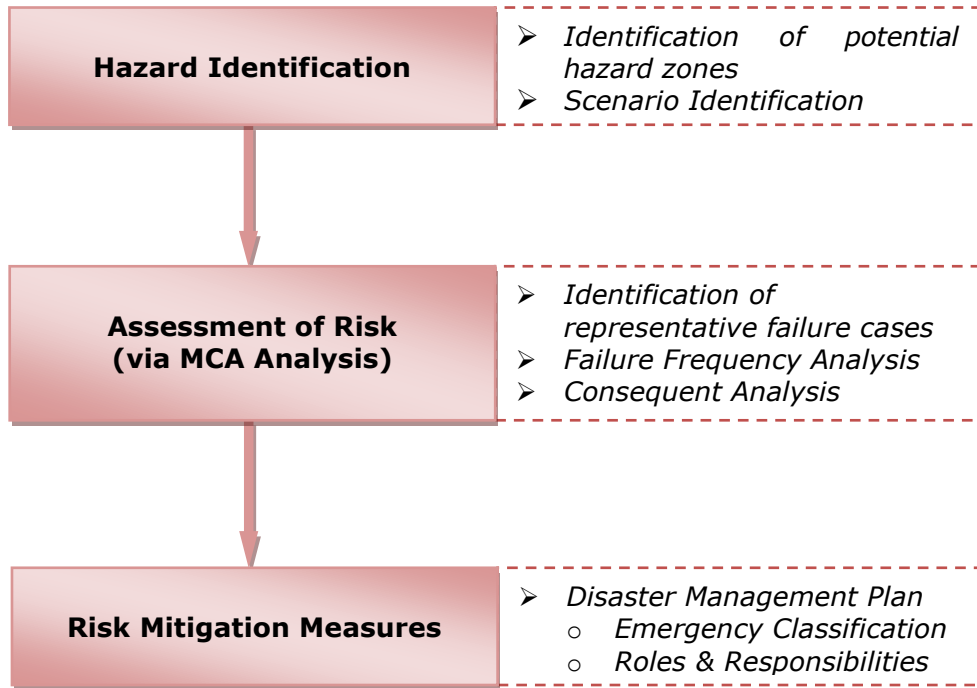 Hazard Identification
➢ Identification of potential
hazard zones
➢ Scenario Identification
Assessment of Risk
(via MCA Analysis)
➢ Identification of
representative failure cases
➢ Failure Frequency Analysis
➢ Consequent Analysis
Risk Mitigation Measures
➢ Disaster Management Plan
o Emergency Classification
o Roles & Responsibilities